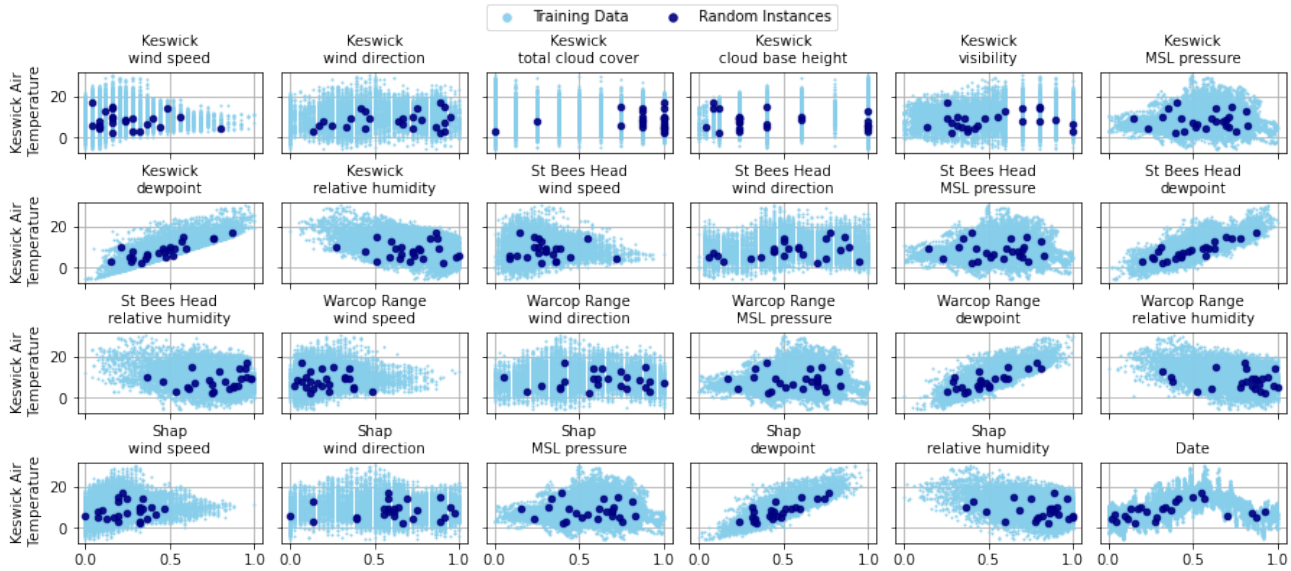 Training Data Random Instances
Keswick Keswick Keswick Keswick Keswick Keswick
wind speed wind direction total cloud cover cloud base height visibility MSL pressure
Keswick Air
Temperature
20
0
Keswick Keswick St Bees Head St Bees Head St Bees Head St Bees Head
dewpoint relative humidity wind speed wind direction MSL pressure dewpoint
Keswick Air
Temperature
20
0
St Bees Head Warcop Range Warcop Range Warcop Range Warcop Range Warcop Range
relative humidity wind speed wind direction MSL pressure dewpoint relative humidity
Keswick Air
Temperature
20
0
Shap Shap Shap Shap Shap
wind speed wind direction MSL pressure dewpoint relative humidity Date
Keswick Air
Temperature
20
0
0.0 0.5 1.0 0.0 0.5 1.0 0.0 0.5 1.0 0.0 0.5 1.0 0.0 0.5 1.0 0.0 0.5 1.0